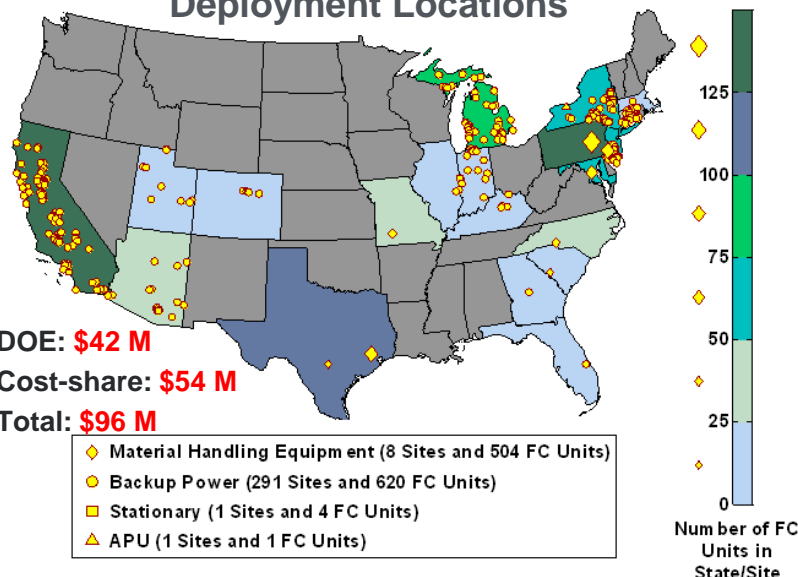 Deployment Locations
DOE: $42 M
Cost-share: $54 M
Total: $96 M
Material Handling Equipment (8 Sites and 504 FC Units)
Backup Power (291 Sites and 620 FC Units)
Stationary (1 Sites and 4 FC Units)
APU (1 Sites and 1 FC Units)
125
100
75
50
25
0
Number of FC
Units in
State/Site